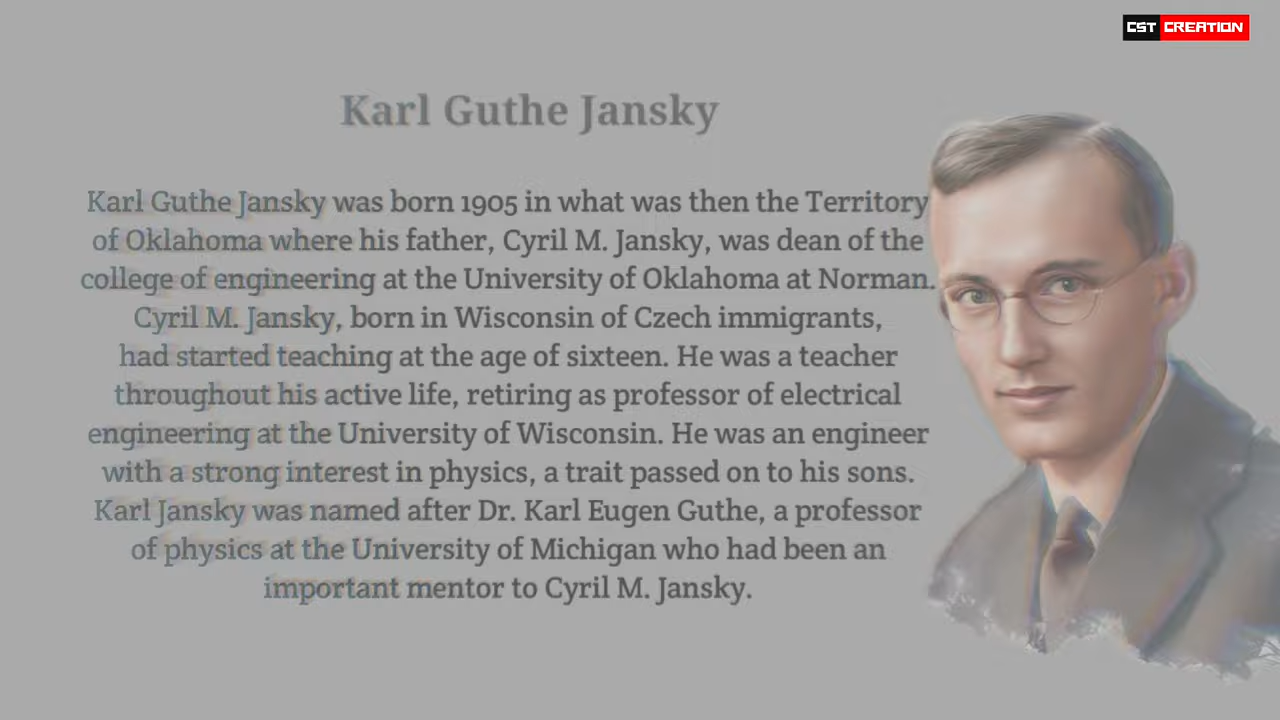 CST CREATION
Karl Guthe Jansky
Karl Guthe Jansky was born 1905 in what was then the Territory
of Oklahoma where his father, Cyril M. Jansky, was dean of the
college of engineering at the University of Oklahoma at Norman.
Cyril M. Jansky, born in Wisconsin of Czech immigrants,
had started teaching at the age of sixteen. He was a teacher
throughout his active life, retiring as professor of electrical
engineering at the University of Wisconsin. He was an engineer
with a strong interest in physics, a trait passed on to his sons.
Karl Jansky was named after Dr. Karl Eugen Guthe, a professor
of physics at the University of Michigan who had been an
important mentor to Cyril M. Jansky.